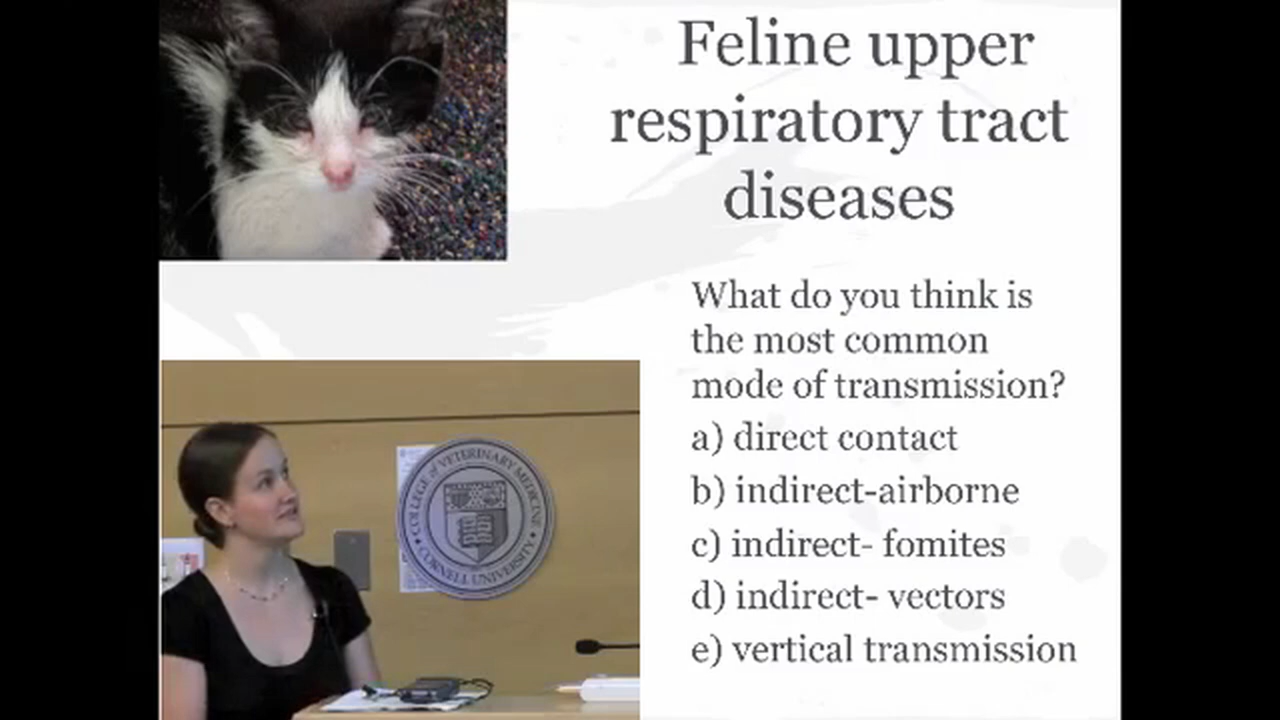 Feline upper
respiratory tract
diseases
What do you think is
the most common
mode of transmission?
a) direct contact
b) indirect-airborne
c) indirect- fomites
d) indirect- vectors
e) vertical transmission
COLLEGE of VETERINARY MEDICINE
CORNELL UNIVERSITY